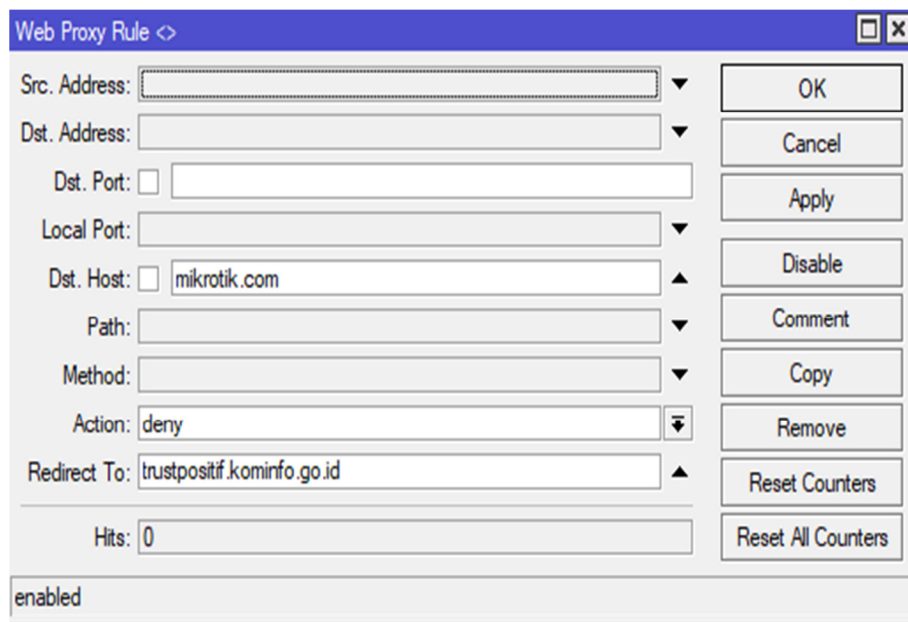 Web Proxy Rule <>
Src. Address:
OK
Dst. Address:
Cancel
Dst. Port:
Apply
Local Port:
Disable
Dst. Host: mikrotik.com
Comment
Path:
Copy
Method:
Remove
Action: deny
Reset Counters
Redirect To: trustpositif.kominfo.go.id
Reset All Counters
Hits: 0
enabled